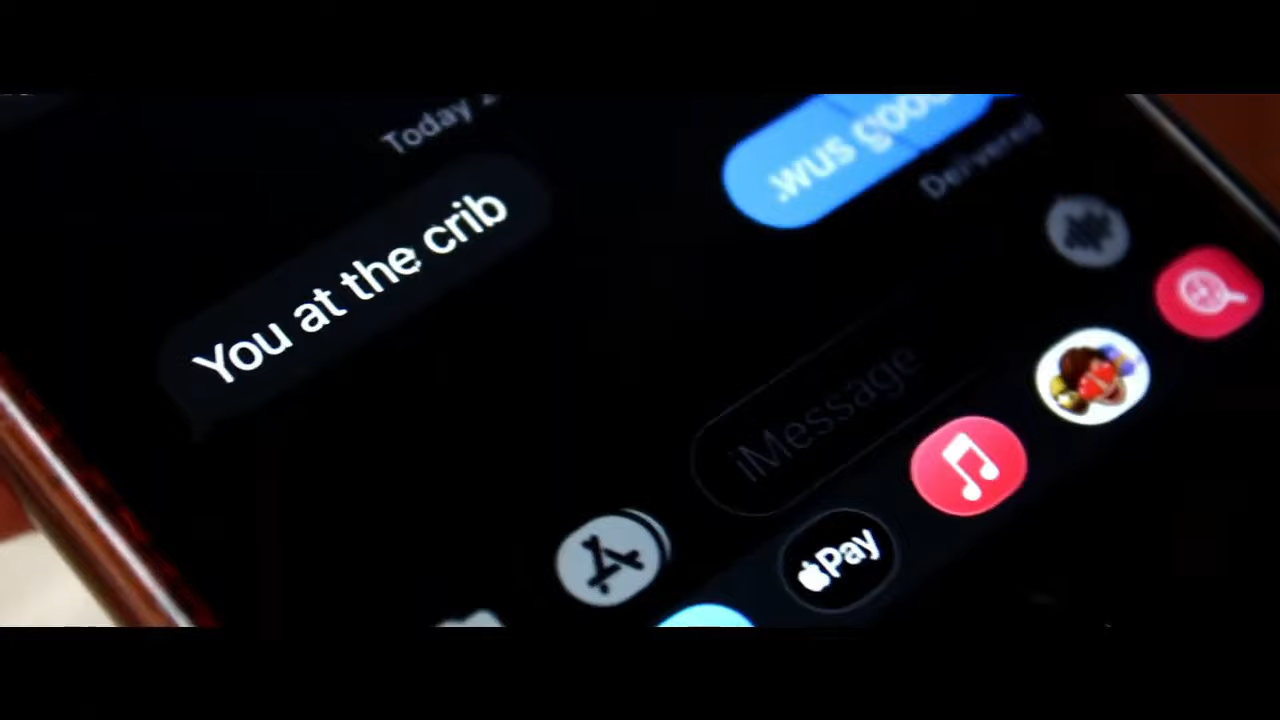 Today
You at the crib
.wus good
Delivered
iMessage
Pay